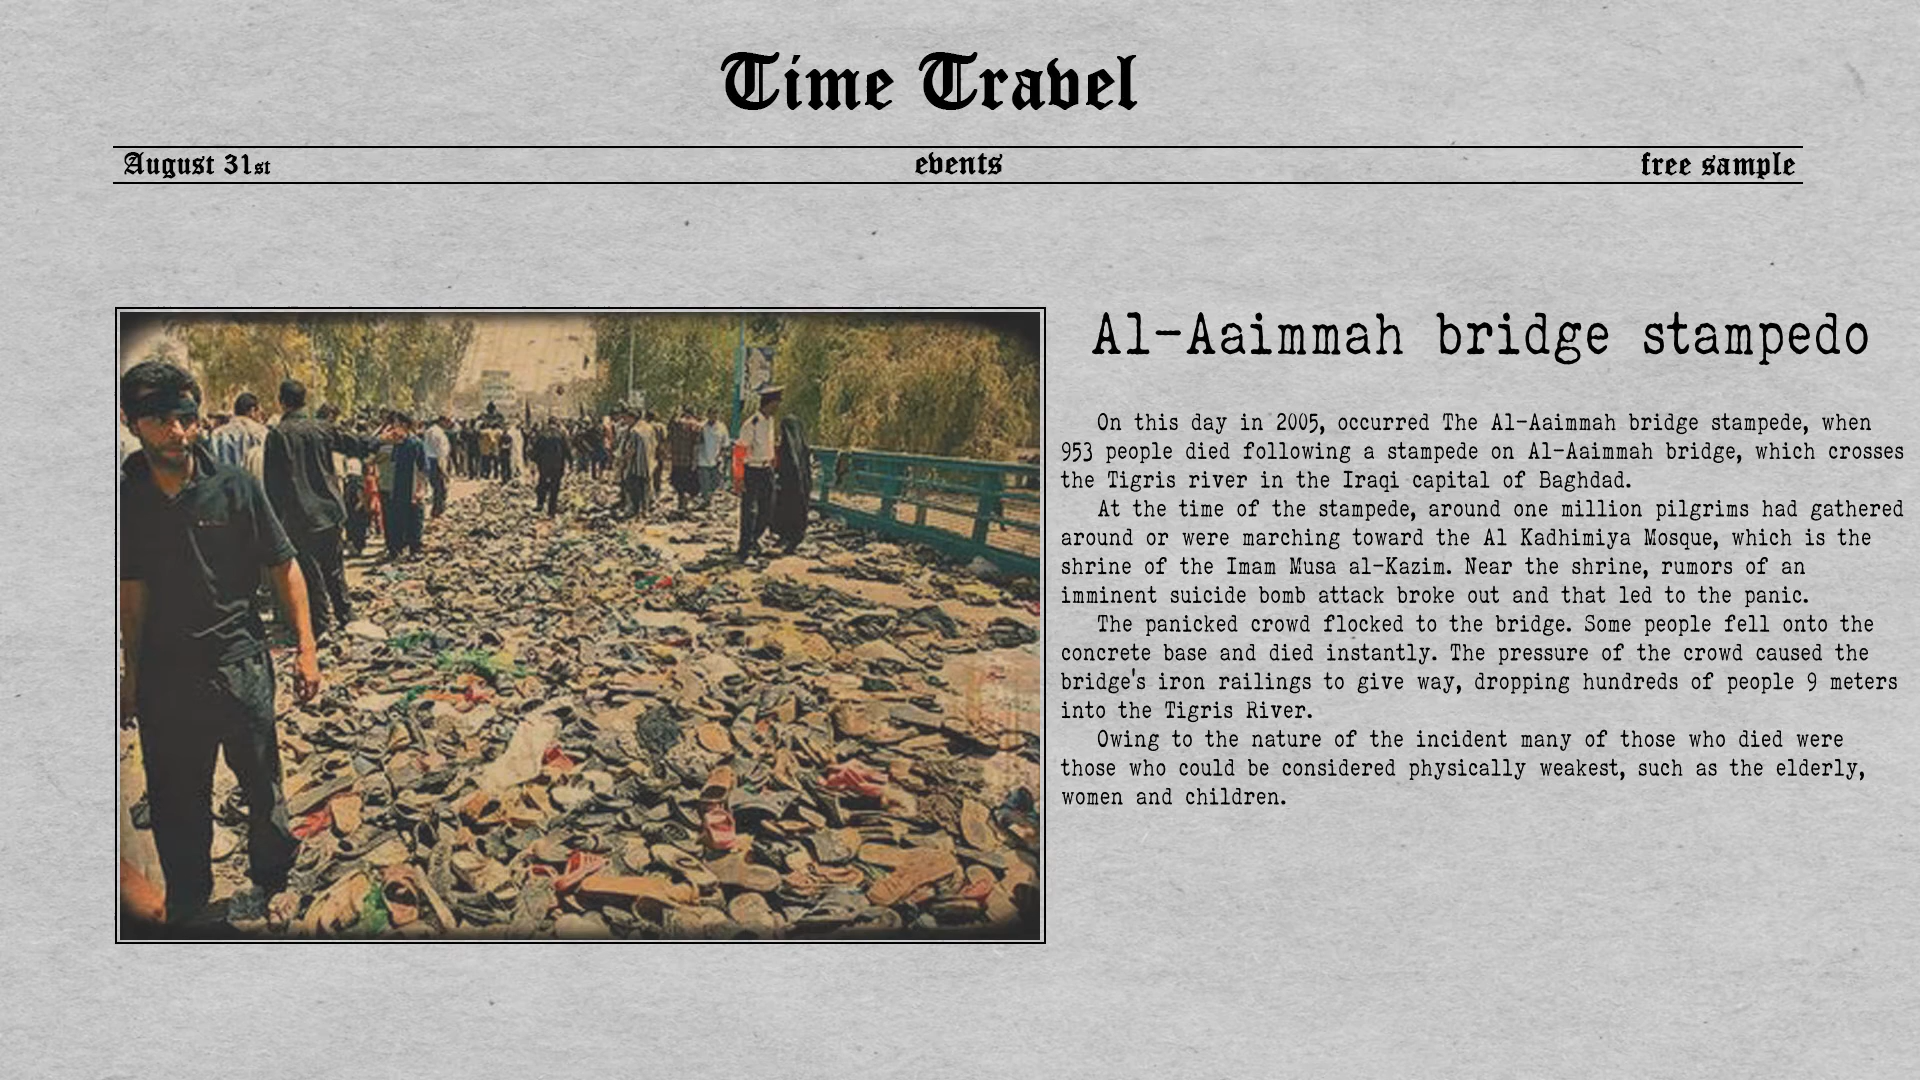 Time Travel
August 31st
events
free sample
Al-Aaimmah bridge stampedo
On this day in 2005, occurred The Al-Aaimmah bridge stampede, when
953 people died following a stampede on Al-Aaimmah bridge, which crosses
the Tigris river in the Iraqi capital of Baghdad.
At the time of the stampede, around one million pilgrims had gathered
around or were marching toward the Al Kadhimiya Mosque, which is the
shrine of the Imam Musa al-Kazim. Near the shrine, rumors of an
imminent suicide bomb attack broke out and that led to the panic.
The panicked crowd flocked to the bridge. Some people fell onto the
concrete base and died instantly. The pressure of the crowd caused the
bridge's iron railings to give way, dropping hundreds of people 9 meters
into the Tigris River.
Owing to the nature of the incident many of those who died were
those who could be considered physically weakest, such as the elderly,
women and children.